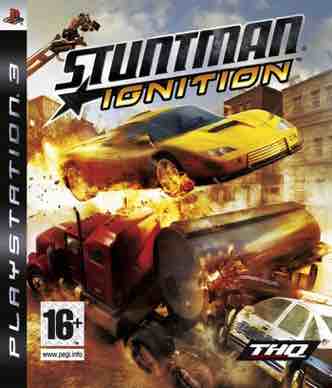 PLAYSTATION 3
STUNTMAN
IGNITION
16+
www.pegi.info
THQ